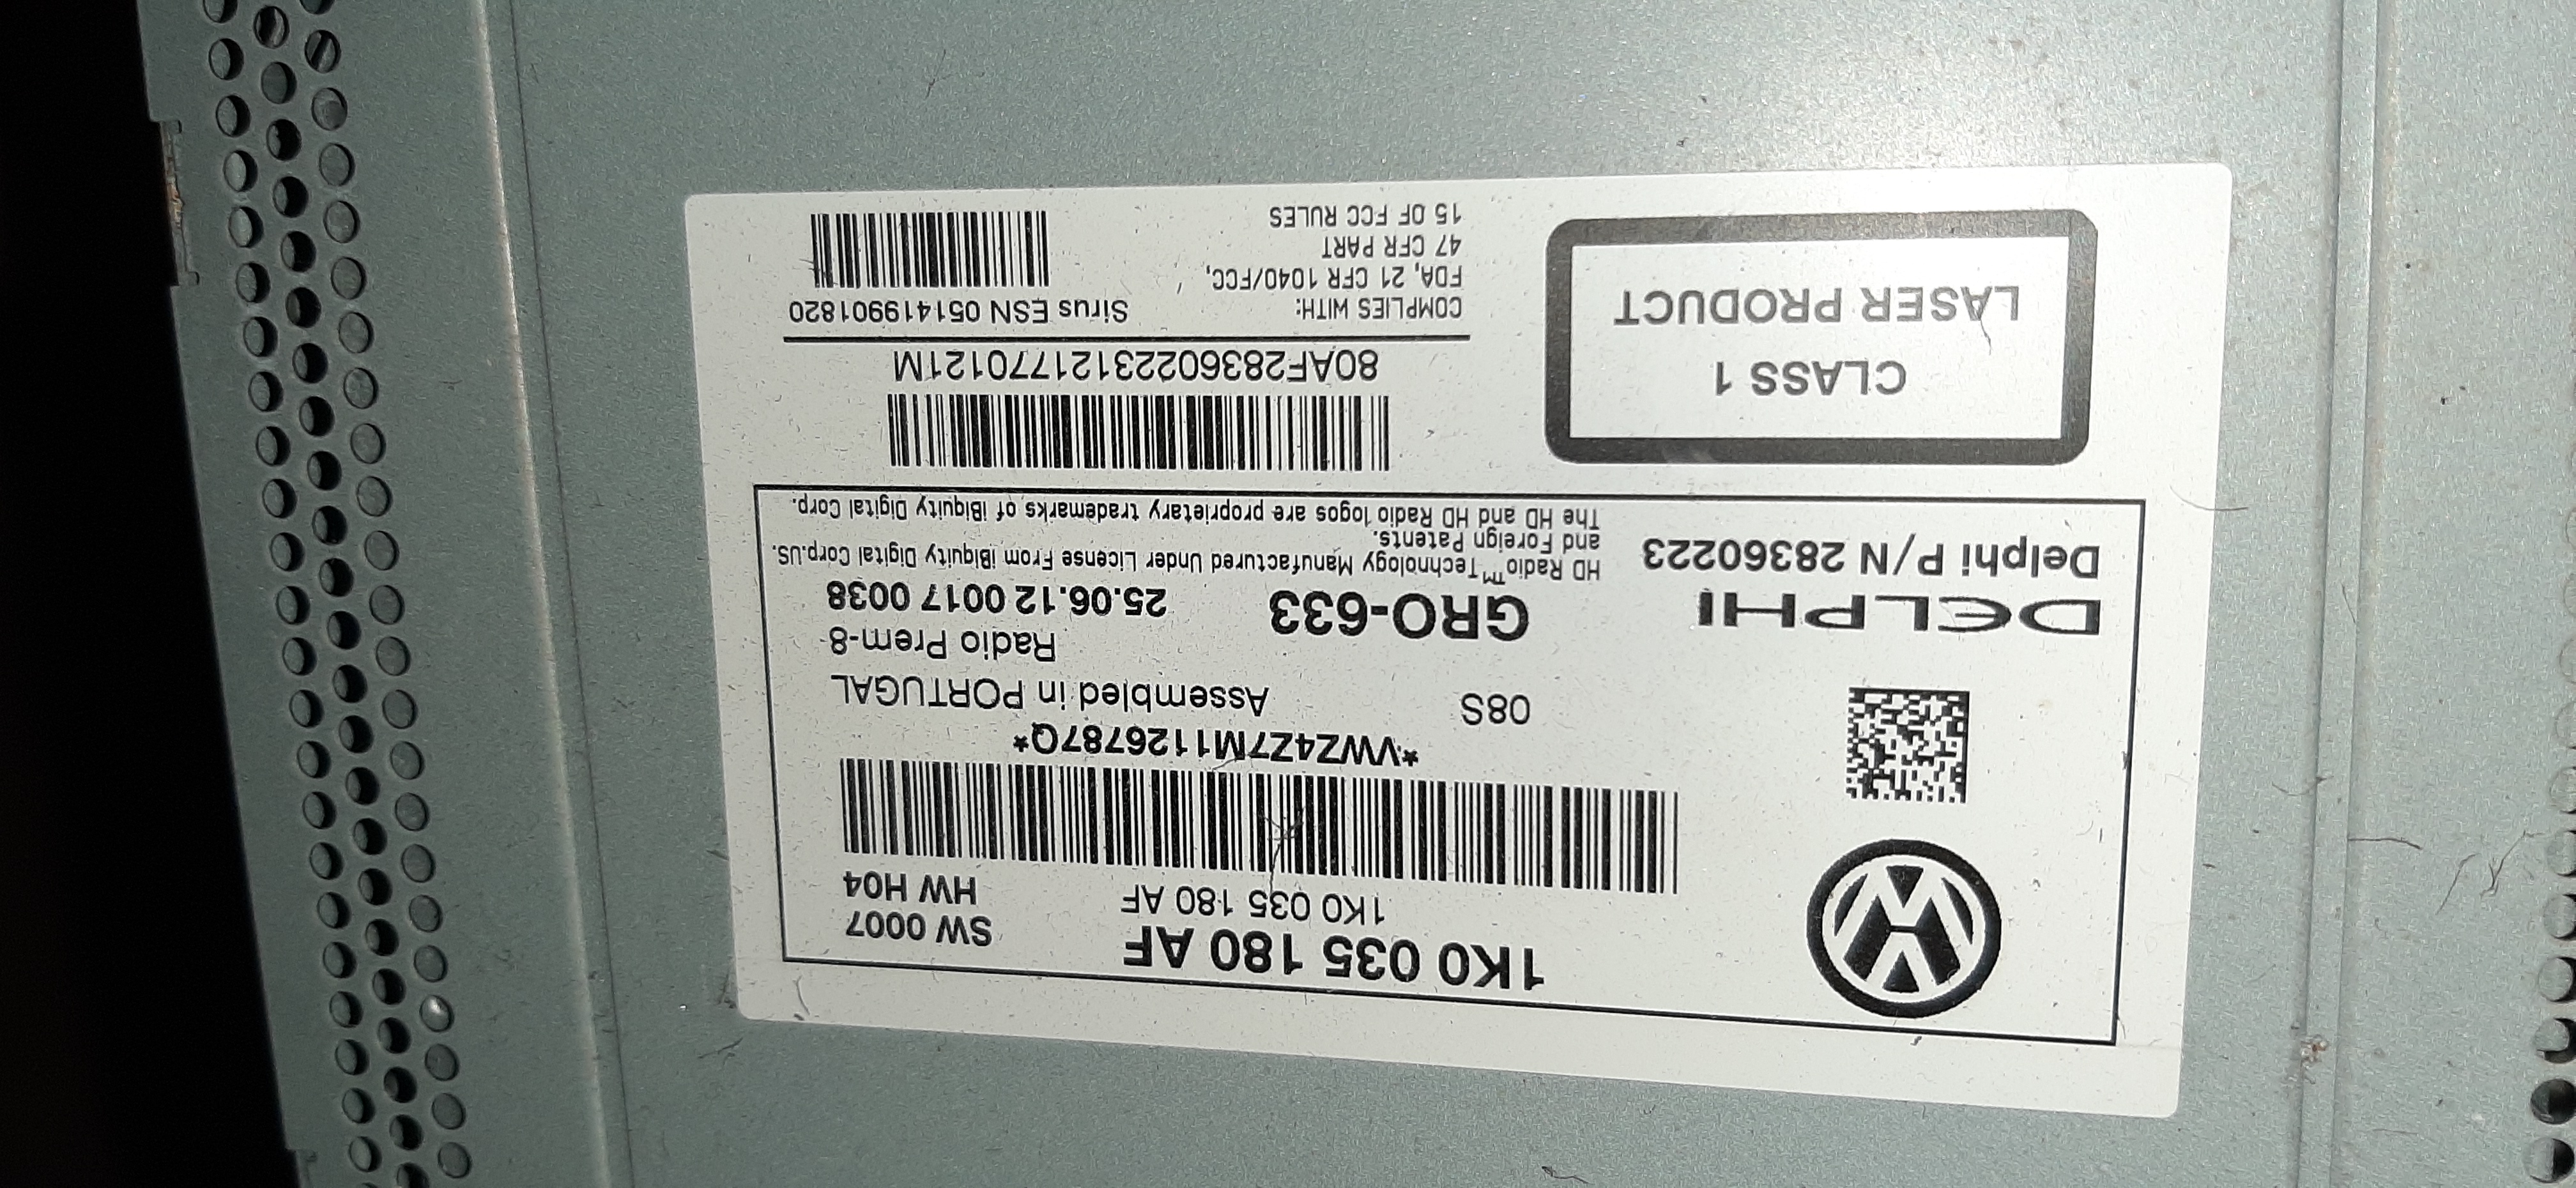 1K0 035 180 AF
SW 0007
1K0 035 180 AF
HW H04
*VWZ4Z7M1126787Q*
08S
Assembled in PORTUGAL
Radio Prem-8
DELPHI
GRO-633
25.06.12 0017 0038
Delphi P/N 28360223
HD Radio™Technology Manufactured Under License From iBiquity Digital Corp.US.
and Foreign Patents.
The HD and HD Radio logos are proprietary trademarks of iBiquity Digital Corp.
CLASS 1
LASER PRODUCT
80AF28360223121770121M
COMPLIES WITH:
FDA, 21 CFR 1040/FCC,
47 CFR PART
15 OF FCC RULES
Sirus ESN 051419901820